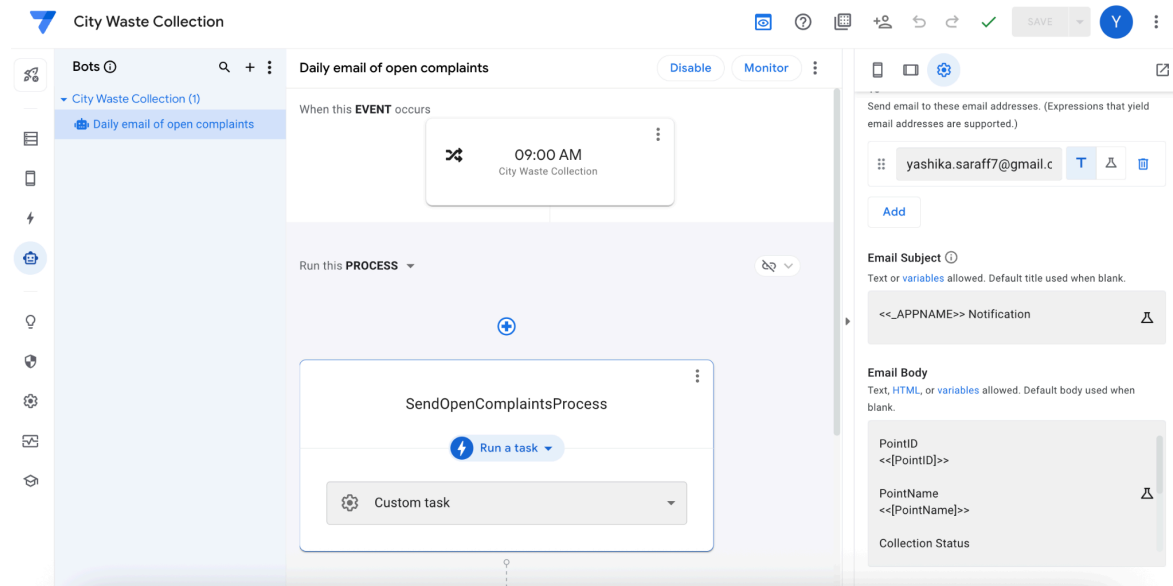 City Waste Collection
SAVE
Y
Bots
City Waste Collection (1)
Daily email of open complaints
Daily email of open complaints
Disable
Monitor
When this EVENT occurs
09:00 AM
City Waste Collection
Run this PROCESS
SendOpenComplaintsProcess
Run a task
Custom task
Send email to these email addresses. (Expressions that yield
email addresses are supported.)
yashika.saraff7@gmail.c
T
Add
Email Subject
Text or variables allowed. Default title used when blank.
<<_APPNAME>> Notification
Email Body
Text, HTML, or variables allowed. Default body used when
blank.
PointID
<<[PointID]>>
PointName
<<[PointName]>>
Collection Status